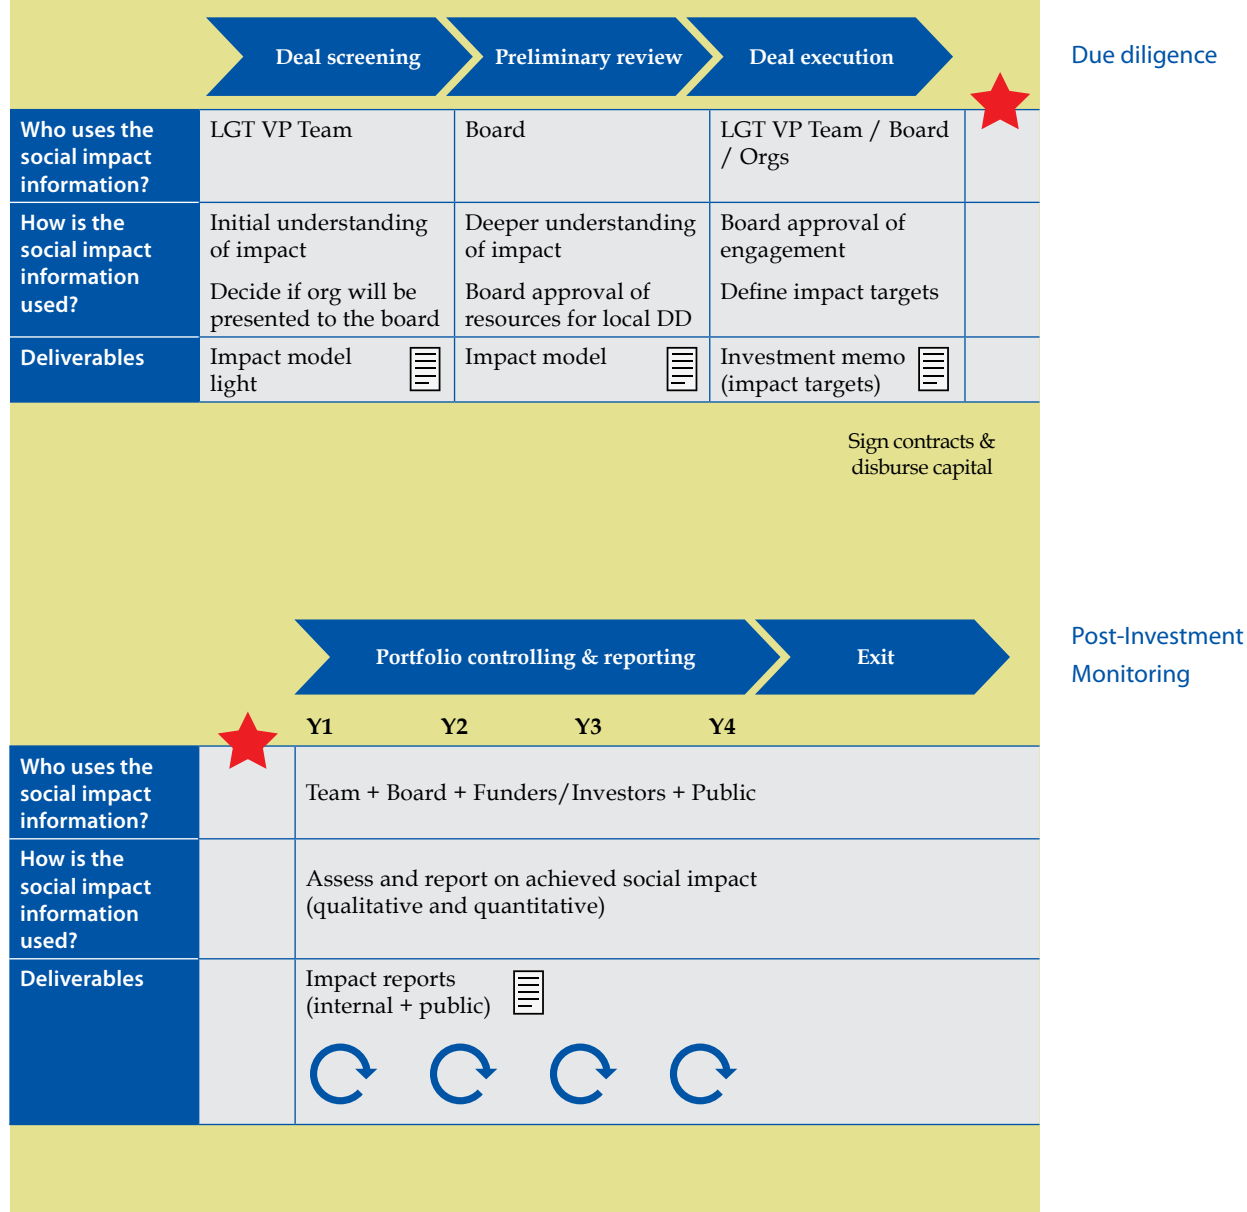 Deal screening
Preliminary review
Deal execution
Due diligence
Who uses the
social impact
information?
LGT VP Team
Board
LGT VP Team / Board
/ Orgs
How is the
social impact
information
used?
Initial understanding
of impact
Decide if org will be
presented to the board
Deeper understanding
of impact
Board approval of
resources for local DD
Board approval of
engagement
Define impact targets
Deliverables
Impact model
light
Impact model
Investment memo
(impact targets)
Sign contracts &
disburse capital
Portfolio controlling & reporting
Exit
Post-Investment
Monitoring
Y1
Y2
Y3
Y4
Who uses the
social impact
information?
Team + Board + Funders/Investors + Public
How is the
social impact
information
used?
Assess and report on achieved social impact
(qualitative and quantitative)
Deliverables
Impact reports
(internal + public)